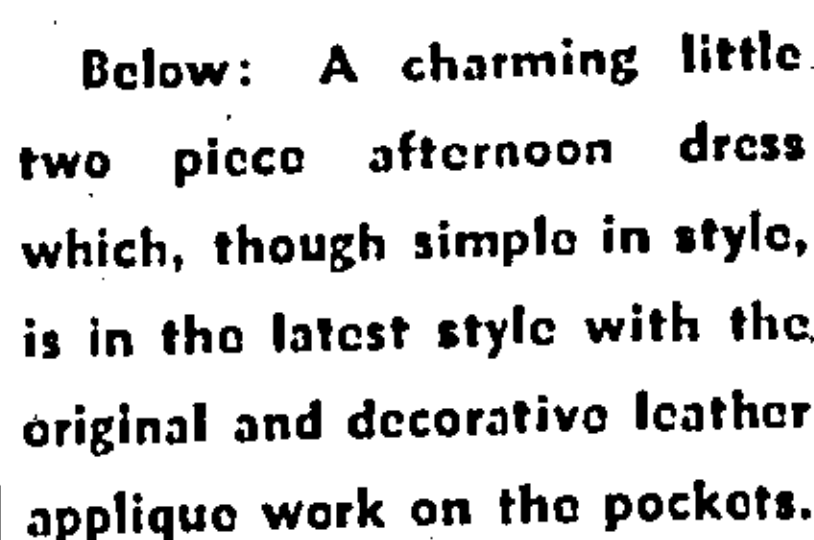 Below: A charming little
two piece afternoon dress
which, though simple in style,
is in the latest style with the
original and decorative leather
applique work on the pockets.